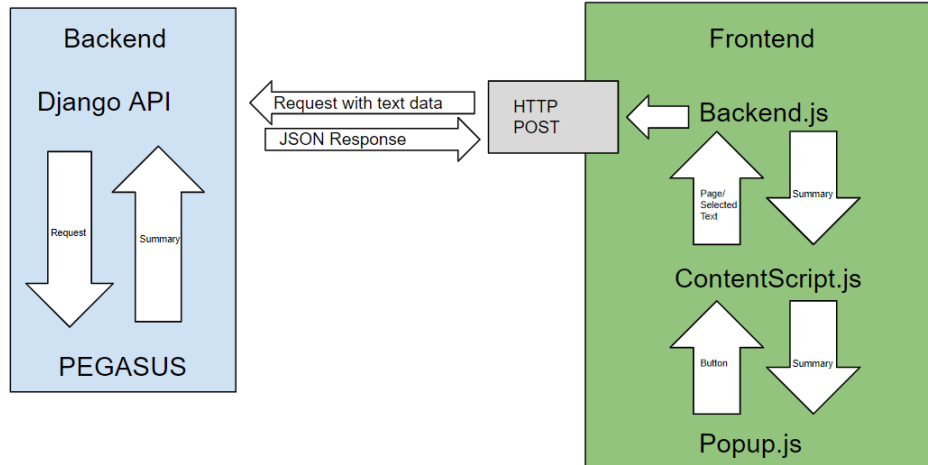 Backend
Django API
Request
Summary
PEGASUS
Request with text data
JSON Response
HTTP
POST
Frontend
Backend.js
Page/
Selected
Text
Summary
ContentScript.js
Button
Summary
Popup.js